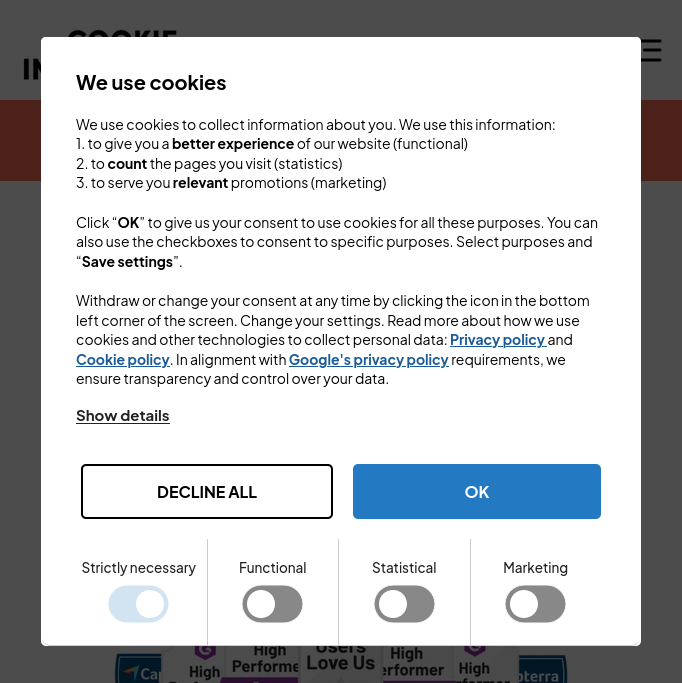 COOKIE
We use cookies
We use cookies to collect information about you. We use this information:
1. to give you a better experience of our website (functional)
2. to count the pages you visit (statistics)
3. to serve you relevant promotions (marketing)
Click “OK” to give us your consent to use cookies for all these purposes. You can
also use the checkboxes to consent to specific purposes. Select purposes and
“Save settings”.
Withdraw or change your consent at any time by clicking the icon in the bottom
left corner of the screen. Change your settings. Read more about how we use
cookies and other technologies to collect personal data: Privacy policy and
Cookie policy. In alignment with Google's privacy policy requirements, we
ensure transparency and control over your data.
Show details
DECLINE ALL
OK
Strictly necessary Functional Statistical Marketing
High
Performe
Users
Love Us
High
erformer
High
High